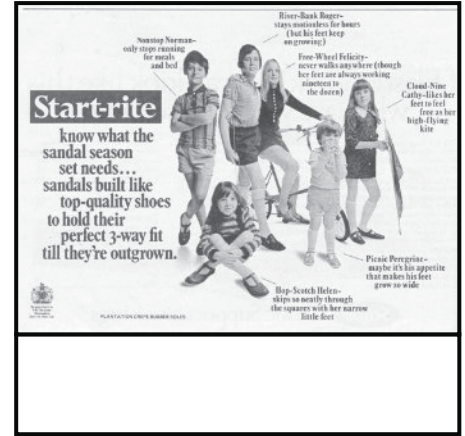 River-Bank Roger–
stays motionless for hours
(but his feet keep
on growing)
Nonstop Norman–
only stops running
for meals
and bed
Free-Wheel Felicity–
never walks anywhere (though
her feet are always working
nineteen to
the dozen)
Cloud-Nine
Cathy–likes her
feet to feel
free as her
high-flying
kite
Start-rite
know what the
sandal season
set needs...
sandals built like
top-quality shoes
to hold their
perfect 3-way fit
till they're outgrown.
Picnic Peregrine–
maybe it's his appetite
that makes his feet
grow so wide
Hop-Scotch Helen–
skips so neatly through
the squares with her narrow
little feet
PLANTATION CREPE RUBBER SOLES